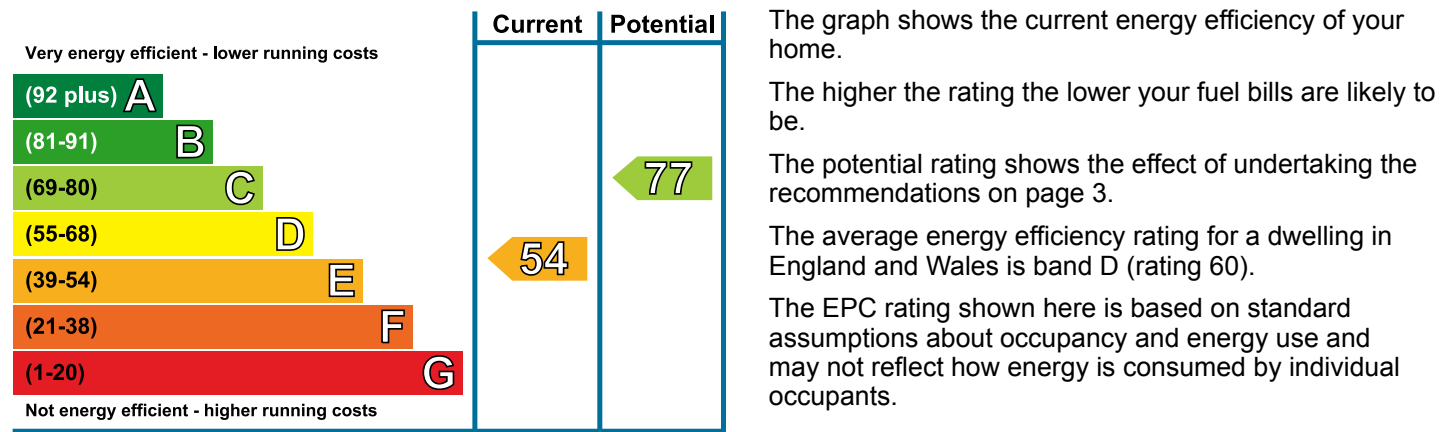 Current Potential
Very energy efficient - lower running costs
(92 plus) A
(81-91) B
(69-80) C
77
(55-68) D
54
(39-54) E
(21-38) F
(1-20) G
Not energy efficient - higher running costs
The graph shows the current energy efficiency of your
home.
The higher the rating the lower your fuel bills are likely to
be.
The potential rating shows the effect of undertaking the
recommendations on page 3.
The average energy efficiency rating for a dwelling in
England and Wales is band D (rating 60).
The EPC rating shown here is based on standard
assumptions about occupancy and energy use and
may not reflect how energy is consumed by individual
occupants.